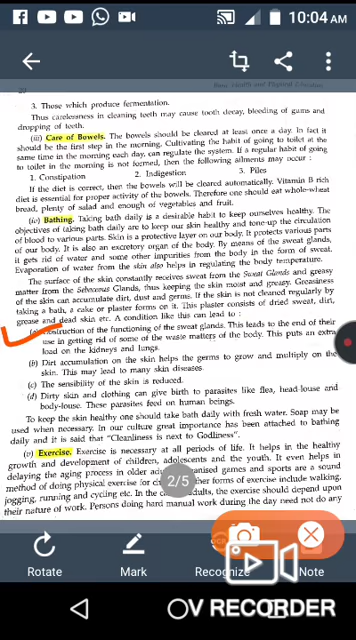 10:04 AM
20
Base Health and Physical Education
3. Those which produce fermentation.
Thus carelessness in cleaning teeth may cause tooth decay, bleeding of gums and
dropping of teeth.
(iii) Care of Bowels. The bowels should be cleared at least once a day. In fact it
should be the first step in the morning. Cultivating the habit of going to toilet at the
same time in the morning each day, can regulate the system. If a regular habit of going
to toilet in the morning is not formed, then the following ailments may occur :
1. Constipation 2. Indigestion 3. Piles
If the diet is correct, then the bowels will be cleared automatically. Vitamin B rich
diet is essential for proper activity of the bowels. Therefore one should eat whole-wheat
bread, plenty of salad and enough of vegetables and fruit.
(iv) Bathing. Taking bath daily is a desirable habit to keep ourselves healthy. The
objectives of taking bath daily are to keep our skin healthy and tone-up the circulation
of blood to various parts. Skin is a protective layer on our body. It protects various parts
of our body. It is also an excretory organ of the body. By means of the sweat glands,
it gets rid of water and some other impurities from the body in the form of sweat.
Evaporation of water from the skin also helps in regulating the body temperature.
The surface of the skin constantly receives sweat from the Sweat Glands and greasy
matter from the Sebaceous Glands, thus keeping the skin moist and greasy. Greasiness
of the skin can accumulate dirt, dust and germs. If the skin is not cleaned regularly by
taking a bath, a cake or plaster forms on it. This plaster consists of dried sweat, dirt,
grease and dead skin etc. A condition like this can lead to :
(a) Obstruction of the functioning of the sweat glands. This leads to the end of their
use in getting rid of some of the waste matters of the body. This puts an extra
load on the kidneys and lungs.
(b) Dirt accumulation on the skin helps the germs to grow and multiply on the
skin. This may lead to many skin diseases.
(c) The sensibility of the skin is reduced.
(d) Dirty skin and clothing can give birth to parasites like flea, head-louse and
body-louse. These parasites feed on human beings.
To keep the skin healthy one should take bath daily with fresh water. Soap may be
used when necessary. In our culture great importance has been attached to bathing
daily and it is said that "Cleanliness is next to Godliness".
(v) Exercise. Exercise is necessary at all periods of life. It helps in the healthy
growth and development of children, adolescents and the youth. It even helps in
delaying the aging process in older organised games and sports are a sound
method of doing physical exercise for other forms of exercise include walking,
jogging, running and cycling etc. In the adults, the exercise should depend upon
their nature of work. Persons doing hard manual work during the day need not do any
2/5
Rotate Mark Recognize Note
V RECORDER